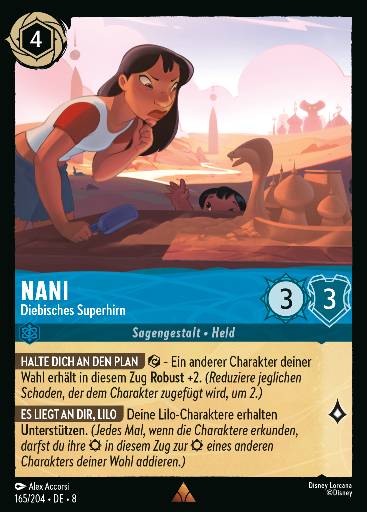 4
NANI
Diebisches Superhirn
3
3
Sagengestalt • Held
HALTE DICH AN DEN PLAN - Ein anderer Charakter deiner
Wahl erhält in diesem Zug Robust +2. (Reduziere jeglichen
Schaden, der dem Charakter zugefügt wird, um 2.)
ES LIEGT AN DIR, LILO Deine Lilo-Charaktere erhalten
Unterstützen. (Jedes Mal, wenn die Charaktere erkunden,
darfst du ihre in diesem Zug zur eines anderen
Charakters deiner Wahl addieren.)
Alex Accorsi
165/204 • DE • 8
Disney Lorcana
©Disney